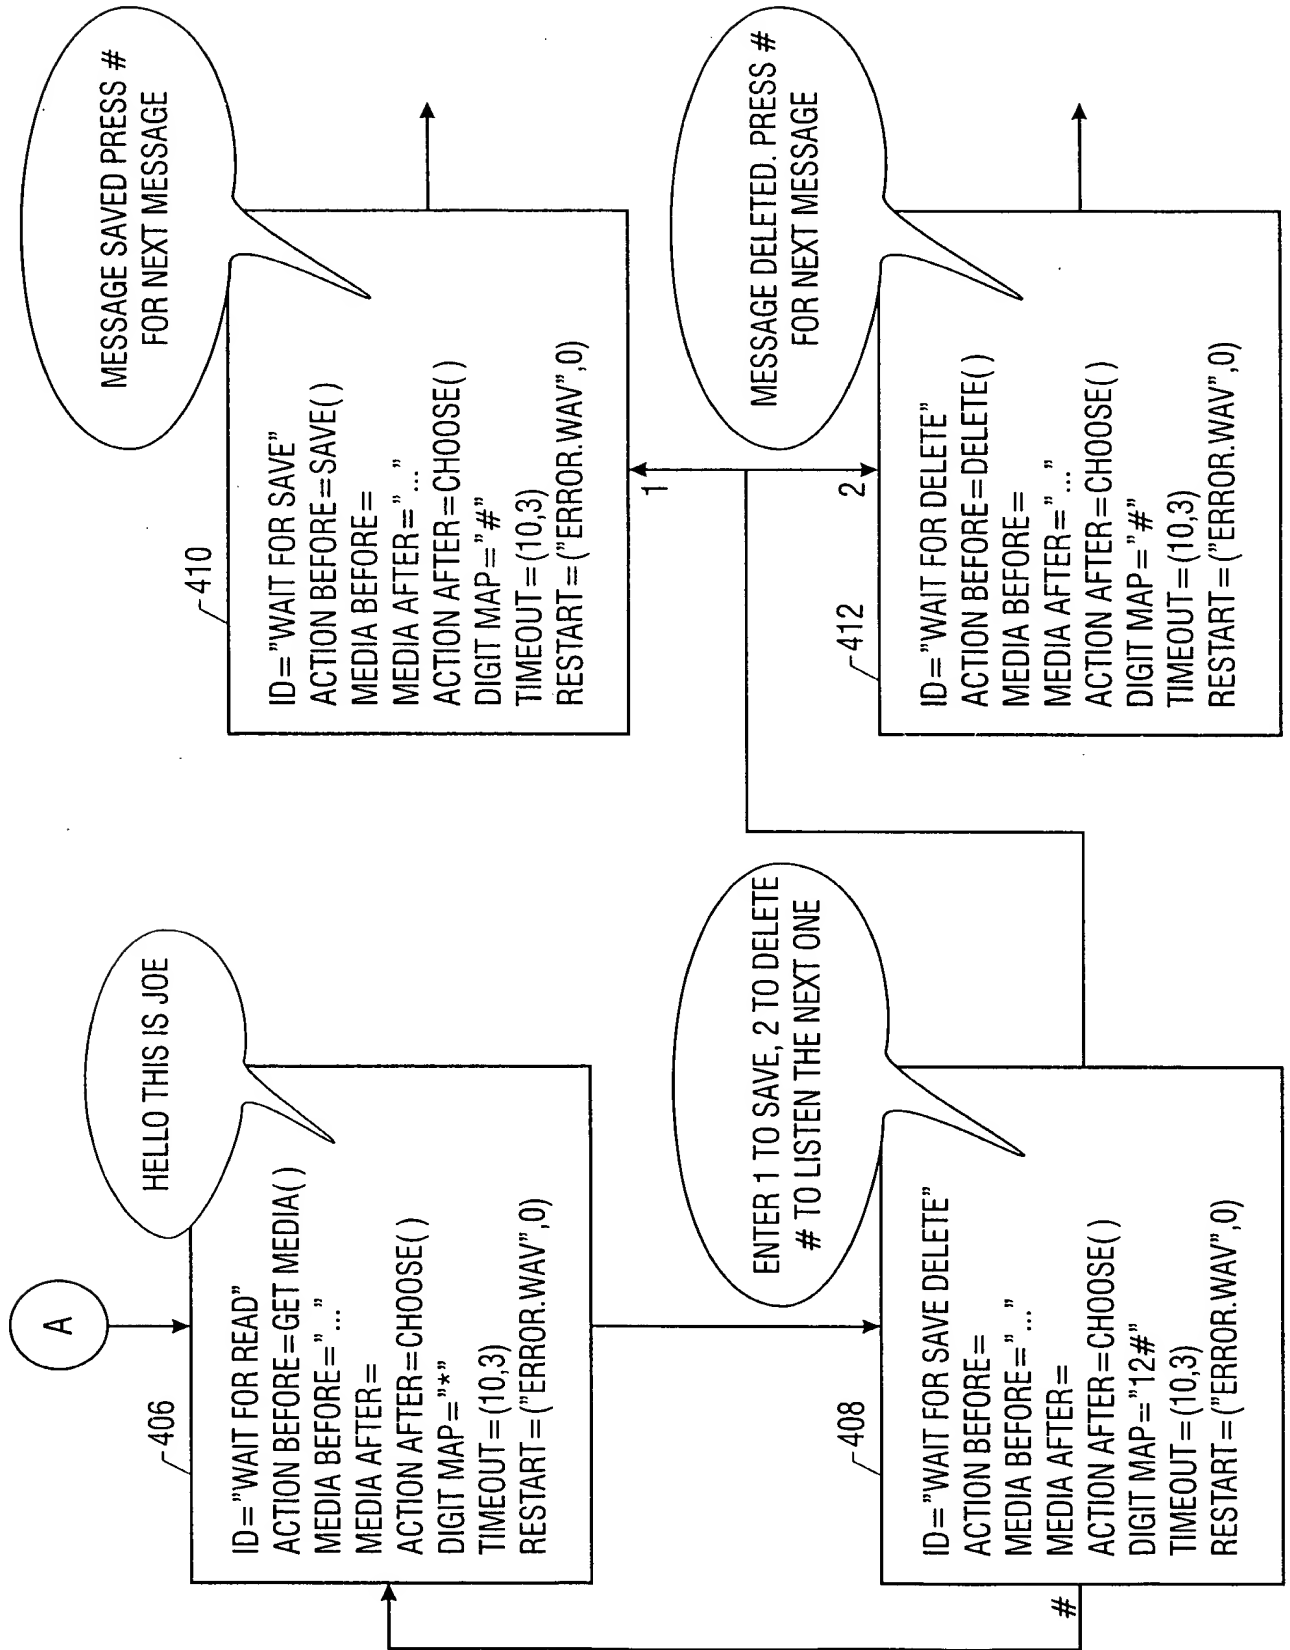 A
HELLO THIS IS JOE
406
ID="WAIT FOR READ"
ACTION BEFORE=GET MEDIA( )
MEDIA BEFORE="..."
MEDIA AFTER=
ACTION AFTER=CHOOSE( )
DIGIT MAP="*"
TIMEOUT=(10,3)
RESTART=("ERROR.WAV",0)
ENTER 1 TO SAVE, 2 TO DELETE
# TO LISTEN THE NEXT ONE
408
ID="WAIT FOR SAVE DELETE"
ACTION BEFORE=
MEDIA BEFORE="..."
MEDIA AFTER=
ACTION AFTER=CHOOSE( )
DIGIT MAP="12#"
TIMEOUT=(10,3)
RESTART=("ERROR.WAV",0)
#
MESSAGE SAVED PRESS #
FOR NEXT MESSAGE
410
ID="WAIT FOR SAVE"
ACTION BEFORE=SAVE( )
MEDIA BEFORE=
MEDIA AFTER="..."
ACTION AFTER=CHOOSE( )
DIGIT MAP="#"
TIMEOUT=(10,3)
RESTART=("ERROR.WAV",0)
1
2
MESSAGE DELETED. PRESS #
FOR NEXT MESSAGE
412
ID="WAIT FOR DELETE"
ACTION BEFORE=DELETE( )
MEDIA BEFORE=
MEDIA AFTER="..."
ACTION AFTER=CHOOSE( )
DIGIT MAP="#"
TIMEOUT=(10,3)
RESTART=("ERROR.WAV",0)